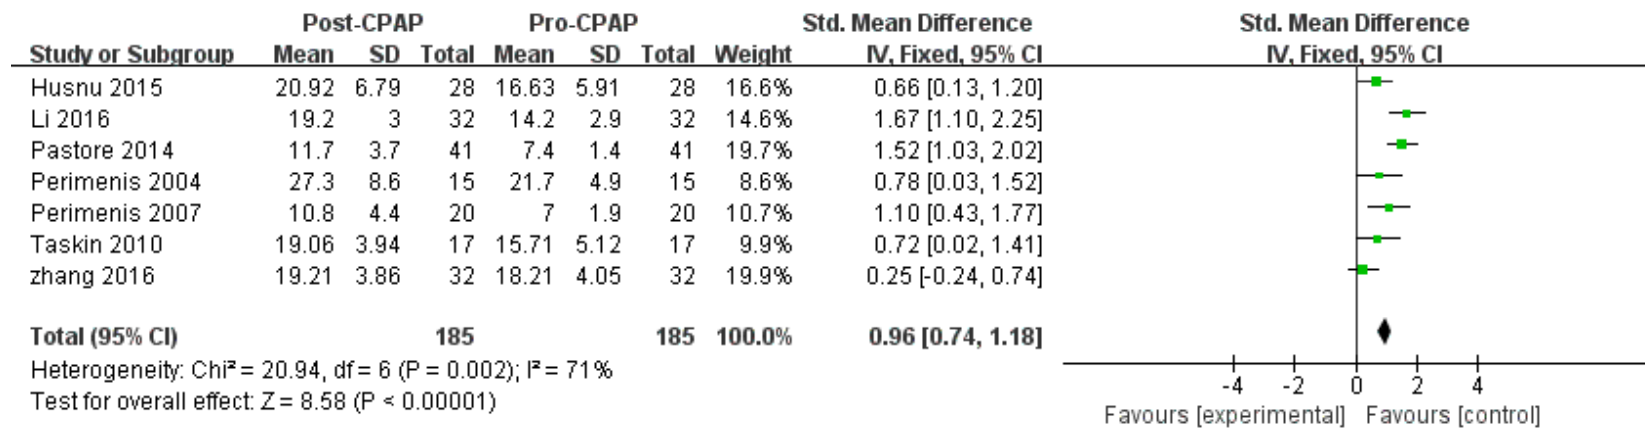 Post-CPAP Pro-CPAP Std. Mean Difference Std. Mean Difference
Study or Subgroup Mean SD Total Mean SD Total Weight IV, Fixed, 95% CI IV, Fixed, 95% CI
Husnu 2015 20.92 6.79 28 16.63 5.91 28 16.6% 0.66 [0.13, 1.20]
Li 2016 19.2 3 32 14.2 2.9 32 14.6% 1.67 [1.10, 2.25]
Pastore 2014 11.7 3.7 41 7.4 1.4 41 19.7% 1.52 [1.03, 2.02]
Perimenis 2004 27.3 8.6 15 21.7 4.9 15 8.6% 0.78 [0.03, 1.52]
Perimenis 2007 10.8 4.4 20 7 1.9 20 10.7% 1.10 [0.43, 1.77]
Taskin 2010 19.06 3.94 17 15.71 5.12 17 9.9% 0.72 [0.02, 1.41]
zhang 2016 19.21 3.86 32 18.21 4.05 32 19.9% 0.25 [-0.24, 0.74]
Total (95% CI) 185 185 100.0% 0.96 [0.74, 1.18]
Heterogeneity: Chi² = 20.94, df = 6 (P = 0.002); I² = 71%
Test for overall effect: Z = 8.58 (P < 0.00001)
-4 -2 0 2 4
Favours [experimental] Favours [control]